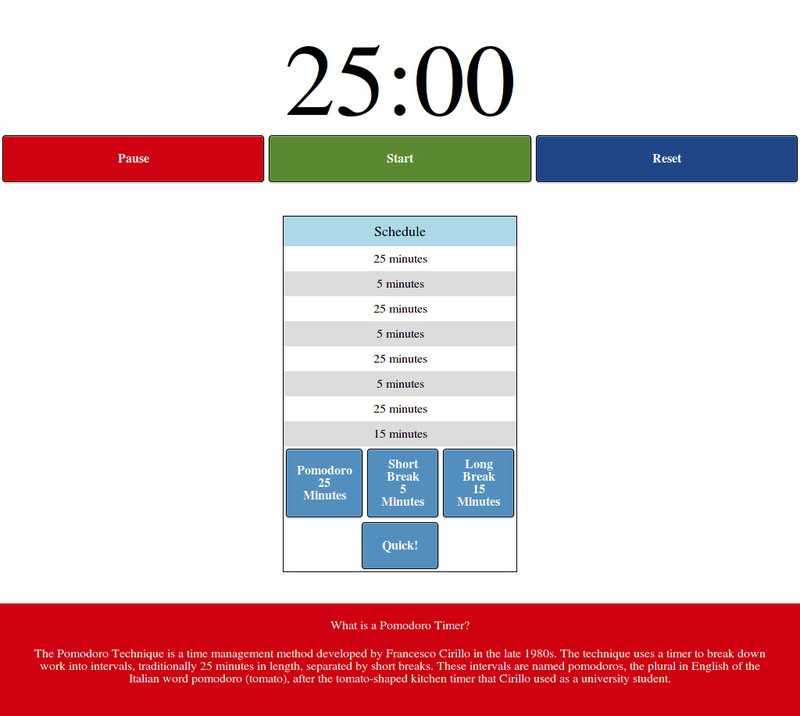 25:00
Pause
Start
Reset
Schedule
25 minutes
5 minutes
25 minutes
5 minutes
25 minutes
5 minutes
25 minutes
15 minutes
Pomodoro
25
Minutes
Short
Break
5
Minutes
Long
Break
15
Minutes
Quick!
What is a Pomodoro Timer?
The Pomodoro Technique is a time management method developed by Francesco Cirillo in the late 1980s. The technique uses a timer to break down
work into intervals, traditionally 25 minutes in length, separated by short breaks. These intervals are named pomodoros, the plural in English of the
Italian word pomodoro (tomato), after the tomato-shaped kitchen timer that Cirillo used as a university student.